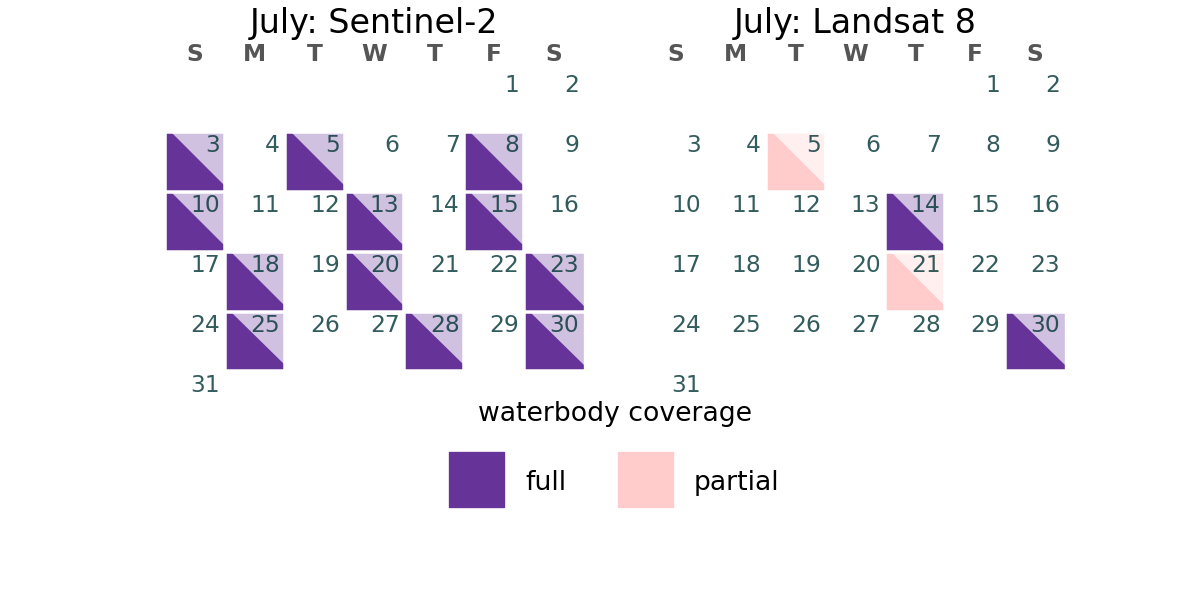 July: Sentinel-2
S M T W T F S
1 2
3 4 5 6 7 8 9
10 11 12 13 14 15 16
17 18 19 20 21 22 23
24 25 26 27 28 29 30
31
July: Landsat 8
S M T W T F S
1 2
3 4 5 6 7 8 9
10 11 12 13 14 15 16
17 18 19 20 21 22 23
24 25 26 27 28 29 30
31
waterbody coverage
full
partial